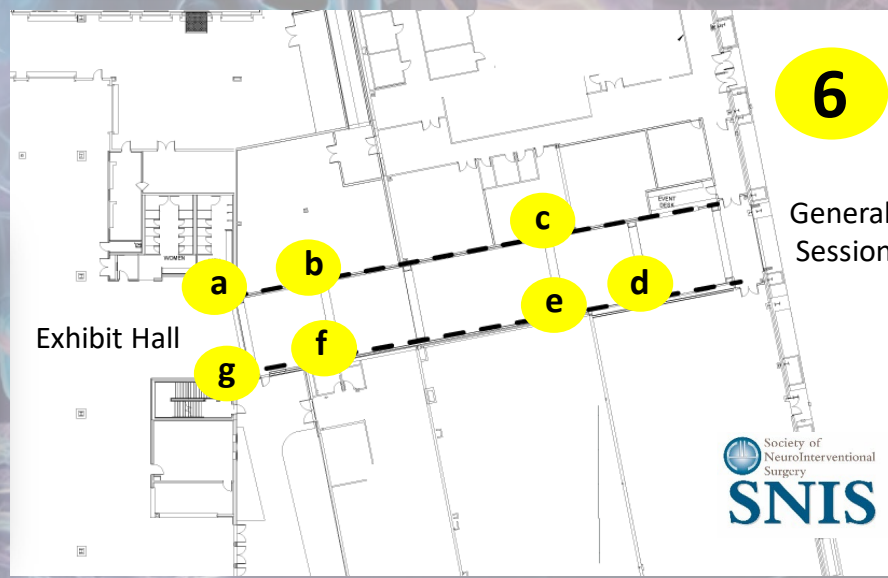 6
General
Session
EVENT
DESK
c
WOMEN
b
a
d
e
Exhibit Hall
f
g
Society of
NeuroInterventional
Surgery
SNIS